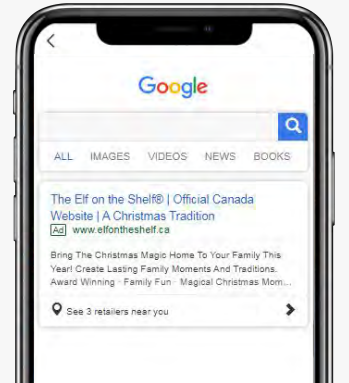 Google
ALL IMAGES VIDEOS NEWS BOOKS
The Elf on the Shelf® | Official Canada
Website | A Christmas Tradition
Ad www.elfontheshelf.ca
Bring The Christmas Magic Home To Your Family This
Year! Create Lasting Family Moments And Traditions.
Award Winning · Family Fun · Magical Christmas Mom...
See 3 retailers near you